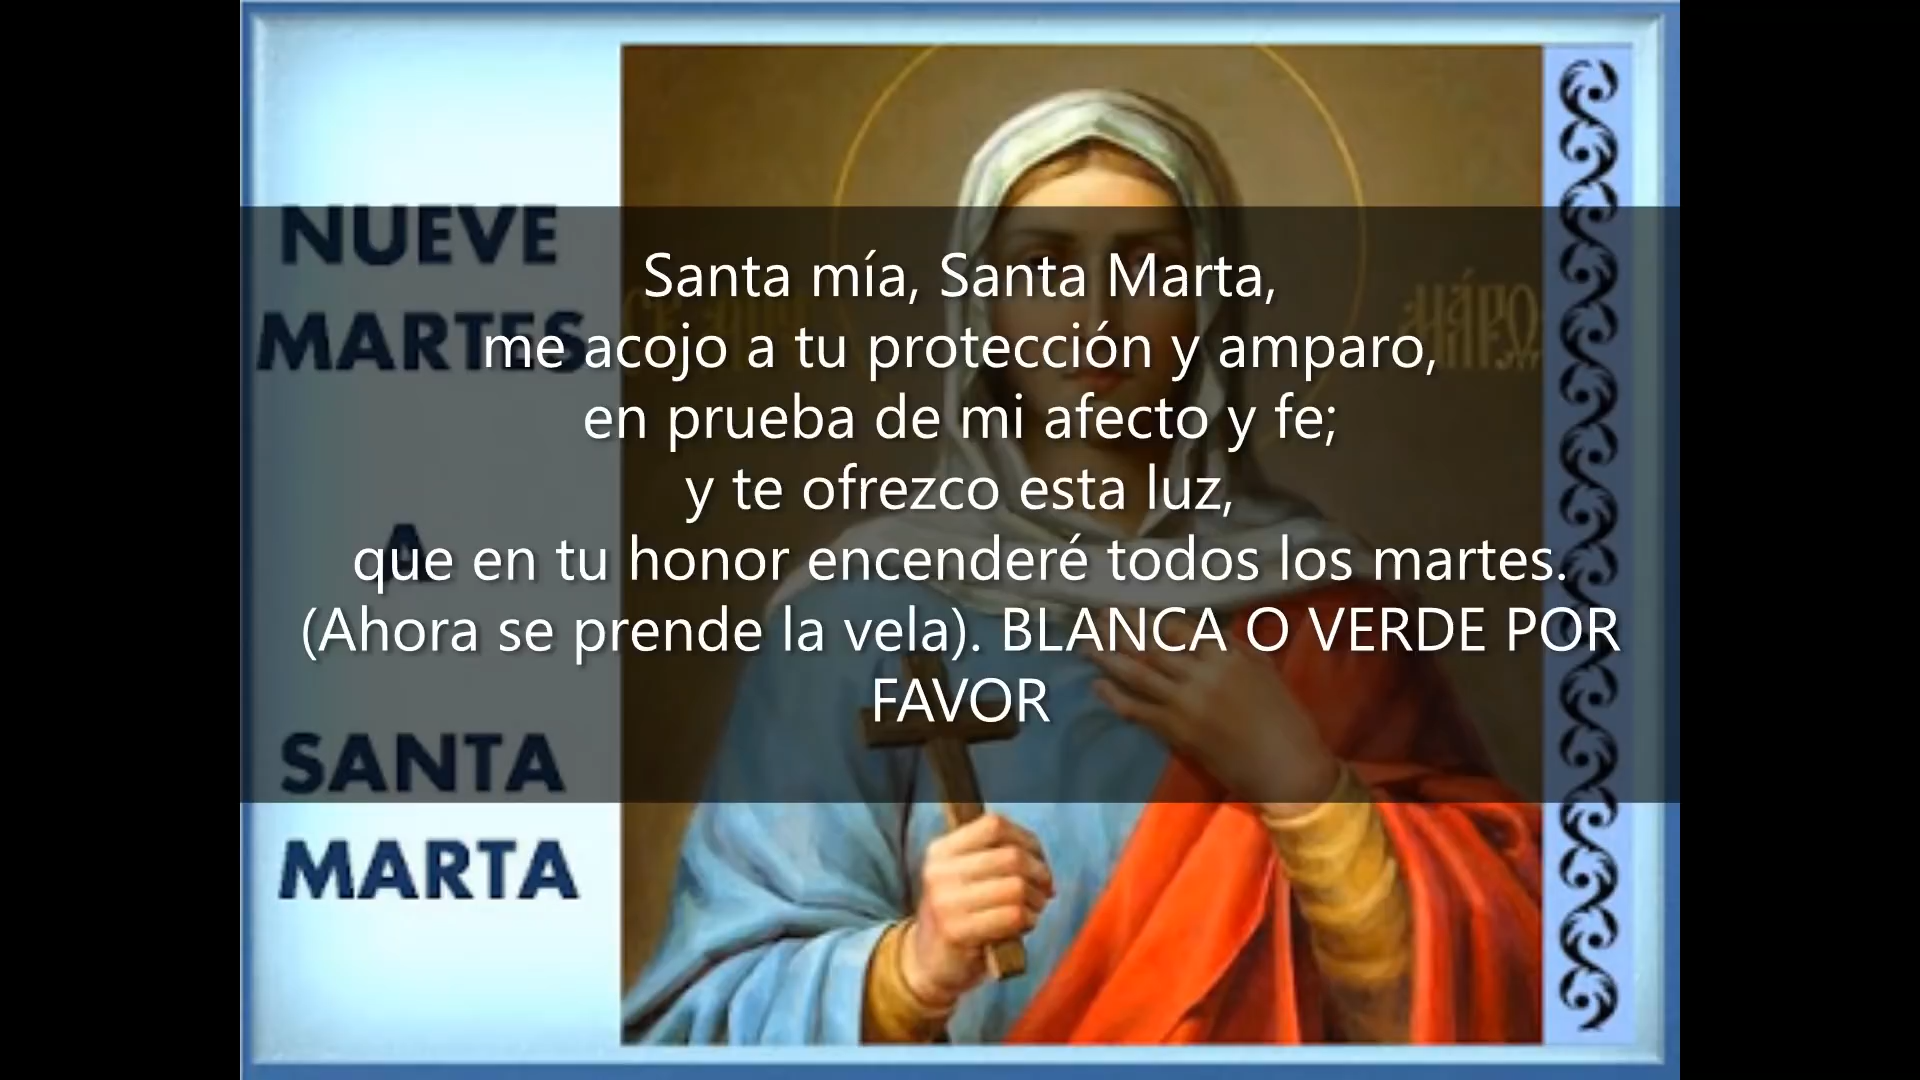 NUEVE
MARTES
A
SANTA
MARTA
Santa mía, Santa Marta,
me acojo a tu protección y amparo,
en prueba de mi afecto y fe;
y te ofrezco esta luz,
que en tu honor encenderé todos los martes.
(Ahora se prende la vela). BLANCA O VERDE POR
FAVOR